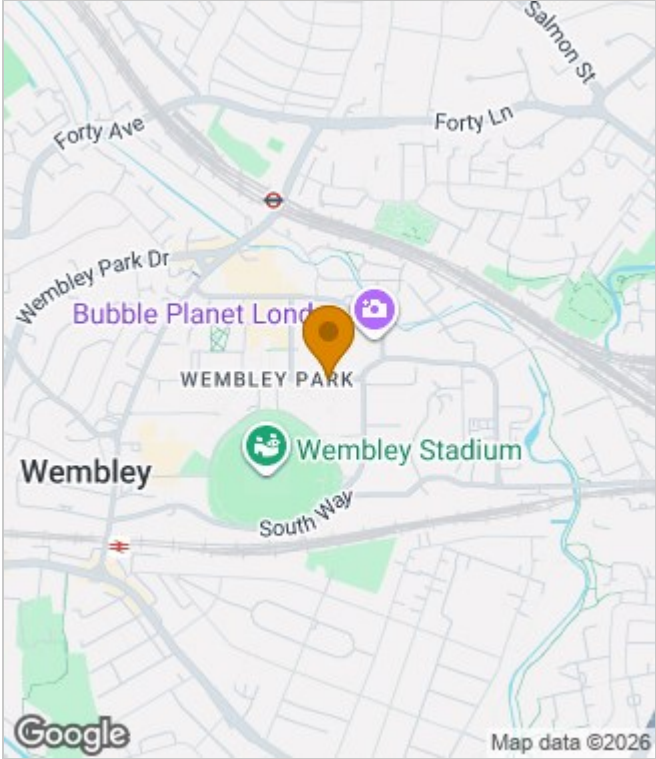 Salmon St
Forty Ln
Forty Ave
Wembley Park Dr
Bubble Planet Lond
WEMBLEY PARK
Wembley Stadium
Wembley
South Way
Google
Map data ©2026